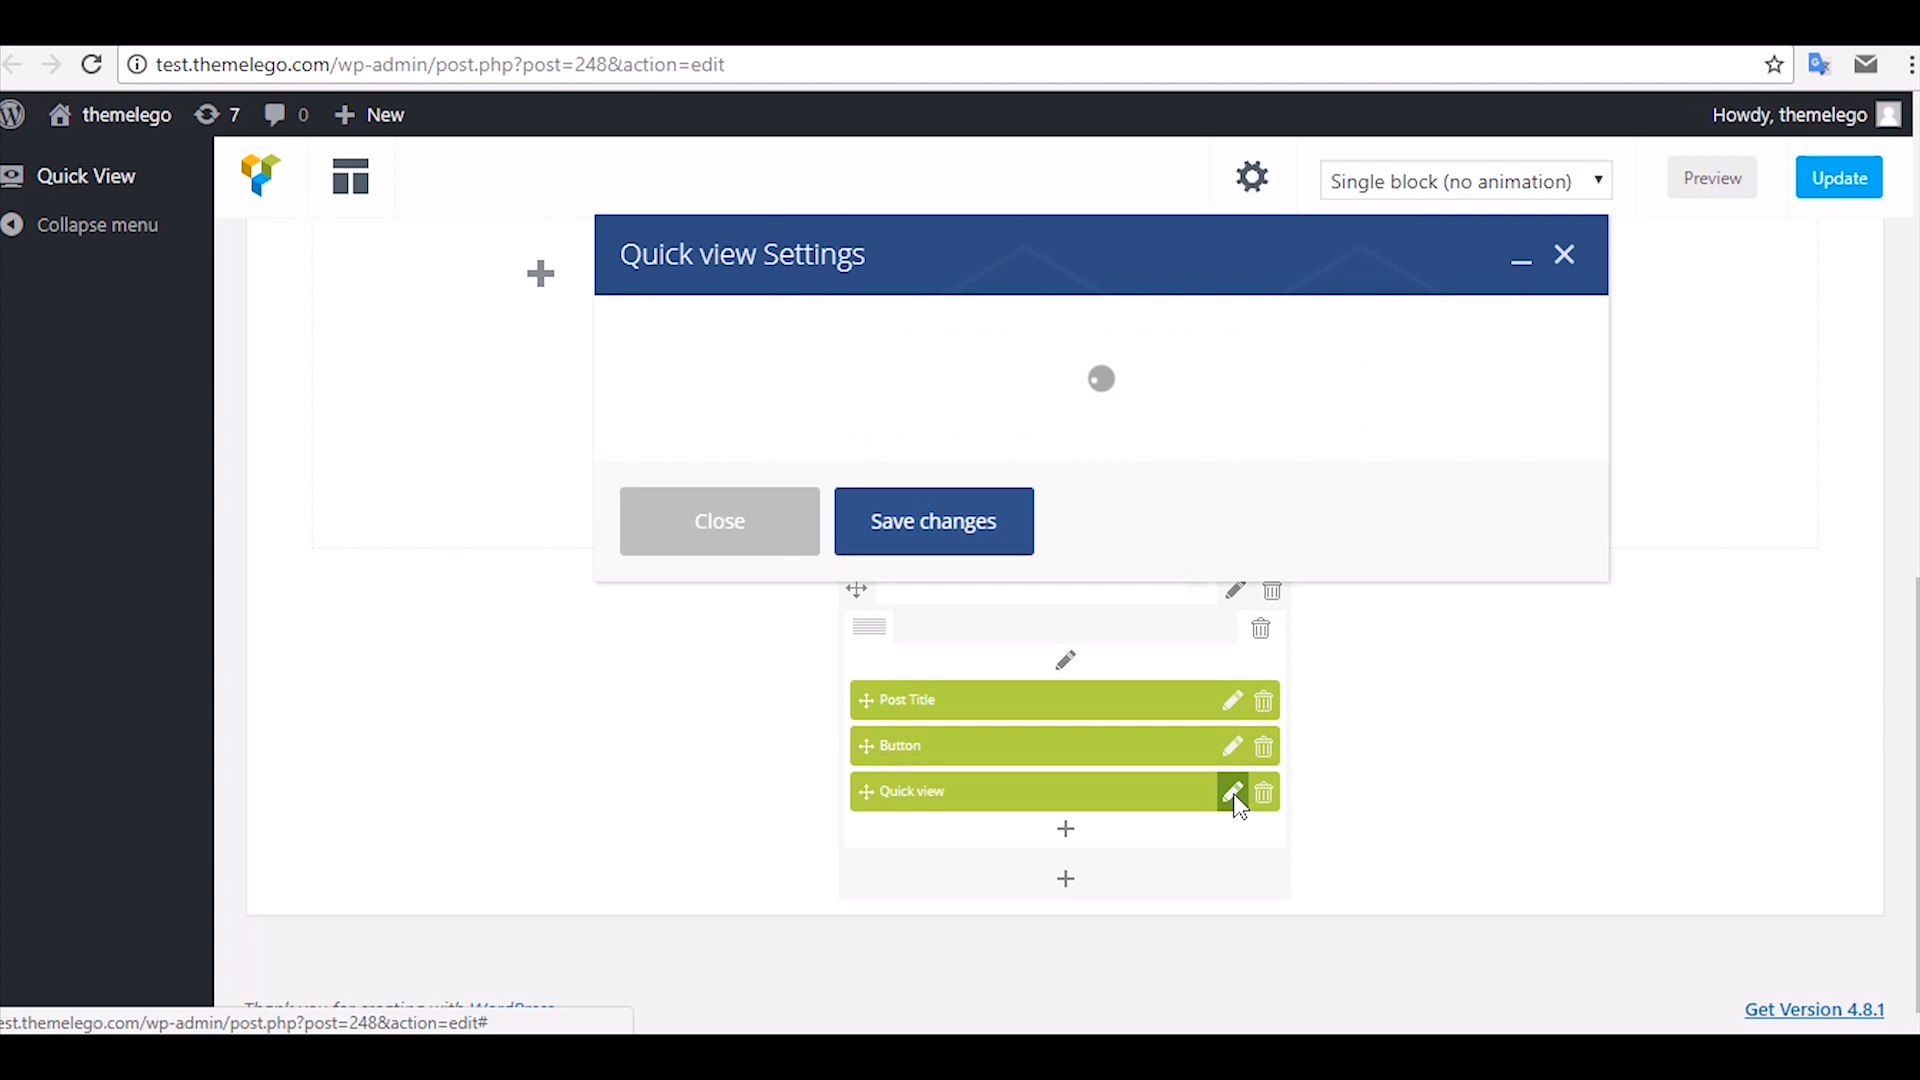 test.themelego.com/wp-admin/post.php?post=248&action=edit
themelego 7 0 New Howdy, themelego
Quick View
Collapse menu
Single block (no animation) Preview Update
Quick view Settings
Close Save changes
Post Title
Button
Quick view
Get Version 4.8.1
est.themelego.com/wp-admin/post.php?post=248&action=edit#